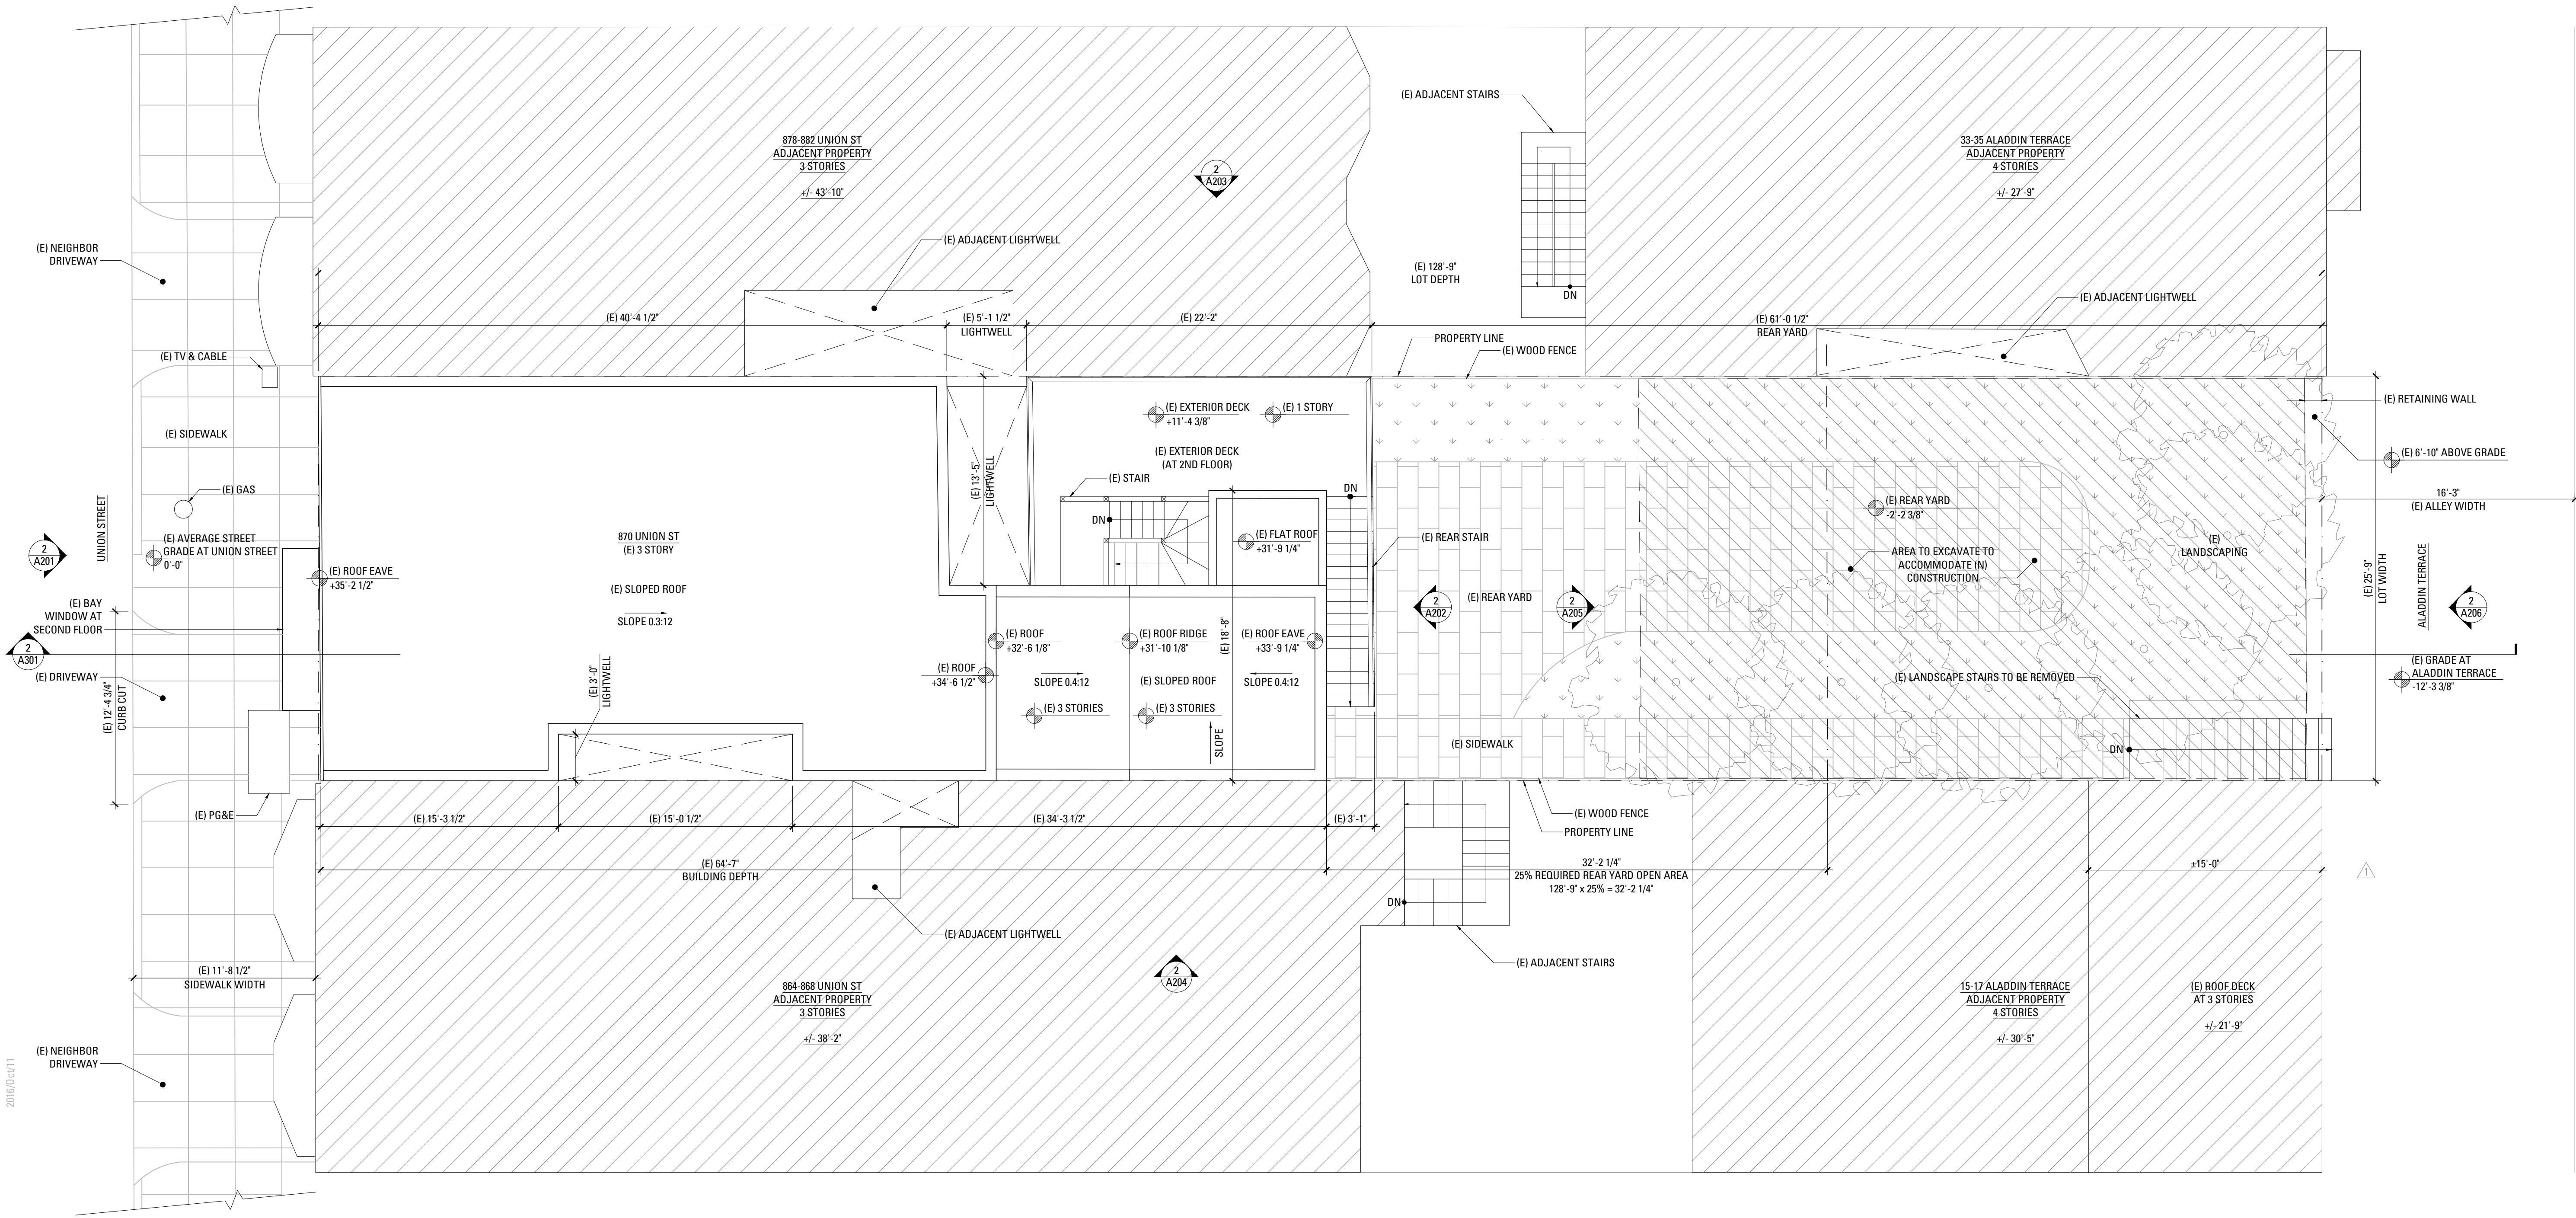 (E) ADJACENT STAIRS
878-882 UNION ST
ADJACENT PROPERTY
3 STORIES
+/- 43'-10"
2
A203
33-35 ALADDIN TERRACE
ADJACENT PROPERTY
4 STORIES
+/- 27'-9"
(E) NEIGHBOR
DRIVEWAY
(E) ADJACENT LIGHTWELL
(E) 128'-9"
LOT DEPTH
DN
(E) ADJACENT LIGHTWELL
(E) 40'-4 1/2"
(E) 5'-1 1/2"
LIGHTWELL
(E) 22'-2"
(E) 61'-0 1/2"
REAR YARD
PROPERTY LINE
(E) WOOD FENCE
(E) TV & CABLE
(E) SIDEWALK
(E) EXTERIOR DECK
+11'-4 3/8"
(E) 1 STORY
(E) RETAINING WALL
(E) EXTERIOR DECK
(AT 2ND FLOOR)
(E) 6'-10" ABOVE GRADE
(E) 13'-5"
LIGHTWELL
(E) STAIR
DN
(E) GAS
UNION STREET
DN
16'-3"
(E) ALLEY WIDTH
(E) REAR YARD
-2'-2 3/8"
2
A201
(E) AVERAGE STREET
GRADE AT UNION STREET
0'-0"
870 UNION ST
(E) 3 STORY
(E) FLAT ROOF
+31'-9 1/4"
(E) REAR STAIR
AREA TO EXCAVATE TO
ACCOMMODATE (N)
CONSTRUCTION
(E)
LANDSCAPING
(E) 25'-9"
LOT WIDTH
ALADDIN TERRACE
(E) ROOF EAVE
+35'-2 1/2"
(E) SLOPED ROOF
SLOPE 0.3:12
(E) BAY
WINDOW AT
SECOND FLOOR
2
A202
(E) REAR YARD
2
A205
2
A206
2
A301
(E) ROOF
+32'-6 1/8"
(E) ROOF RIDGE
+31'-10 1/8"
(E) ROOF EAVE
+33'-9 1/4"
(E) 18'-8"
(E) ROOF
+34'-6 1/2"
(E) DRIVEWAY
(E) 12'-4 3/4"
CURB CUT
(E) 3'-0"
LIGHTWELL
SLOPE 0.4:12
(E) SLOPED ROOF
SLOPE 0.4:12
(E) LANDSCAPE STAIRS TO BE REMOVED
(E) GRADE AT
ALADDIN TERRACE
-12'-3 3/8"
(E) 3 STORIES
(E) 3 STORIES
SLOPE
(E) SIDEWALK
DN
(E) PG&E
(E) 15'-3 1/2"
(E) 15'-0 1/2"
(E) 34'-3 1/2"
(E) 3'-1"
(E) WOOD FENCE
PROPERTY LINE
(E) 64'-7"
BUILDING DEPTH
32'-2 1/4"
25% REQUIRED REAR YARD OPEN AREA
128'-9" x 25% = 32'-2 1/4"
±15'-0"
1
DN
(E) ADJACENT LIGHTWELL
(E) ADJACENT STAIRS
(E) 11'-8 1/2"
SIDEWALK WIDTH
2
A204
864-868 UNION ST
ADJACENT PROPERTY
3 STORIES
+/- 38'-2"
15-17 ALADDIN TERRACE
ADJACENT PROPERTY
4 STORIES
+/- 30'-5"
(E) ROOF DECK
AT 3 STORIES
+/- 21'-9"
(E) NEIGHBOR
DRIVEWAY
2016/Oct/11